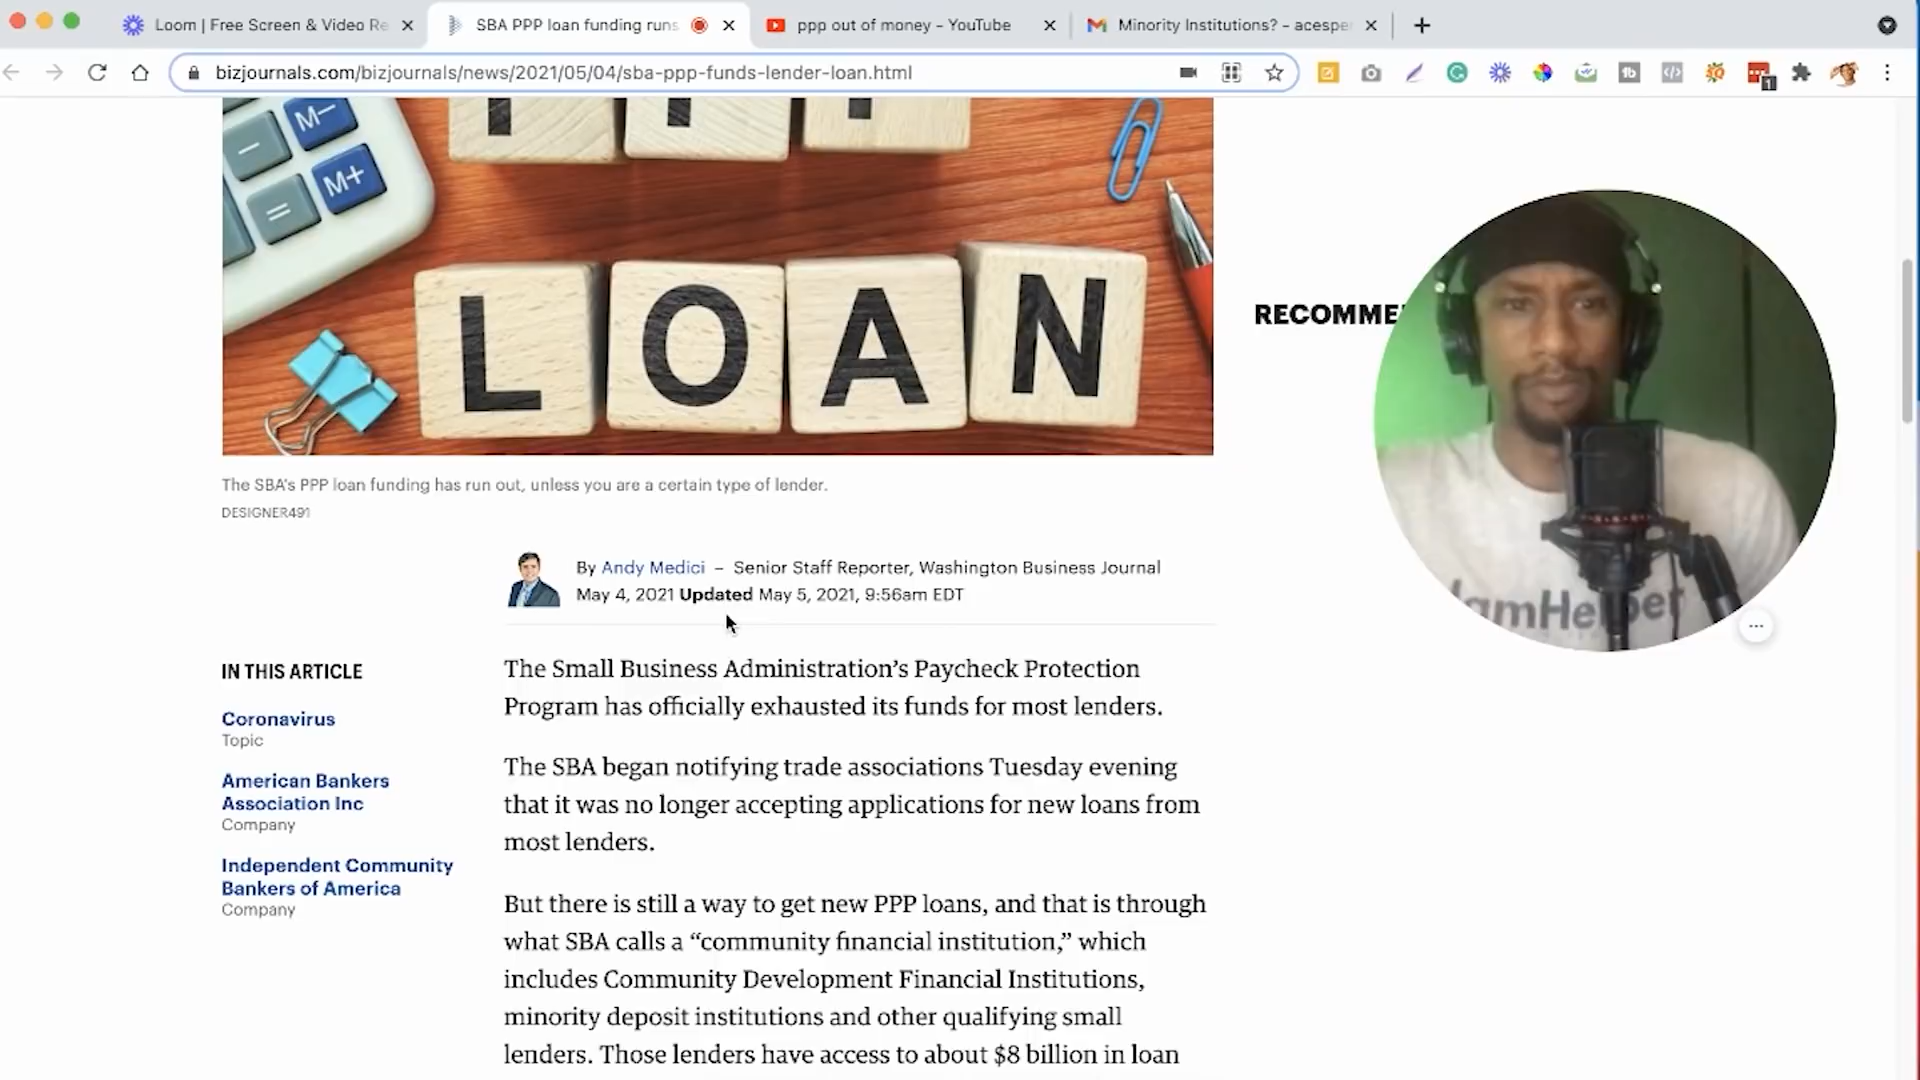 Loom | Free Screen & Video Re
SBA PPP loan funding runs
ppp out of money - YouTube
Minority Institutions? - acespe
bizjournals.com/bizjournals/news/2021/05/04/sba-ppp-funds-lender-loan.html
1
M-
M+
LOAN
RECOMME
The SBA's PPP loan funding has run out, unless you are a certain type of lender.
DESIGNER491
By Andy Medici – Senior Staff Reporter, Washington Business Journal
May 4, 2021 Updated May 5, 2021, 9:56am EDT
IN THIS ARTICLE
Coronavirus
Topic
American Bankers
Association Inc
Company
Independent Community
Bankers of America
Company
The Small Business Administration’s Paycheck Protection
Program has officially exhausted its funds for most lenders.
The SBA began notifying trade associations Tuesday evening
that it was no longer accepting applications for new loans from
most lenders.
But there is still a way to get new PPP loans, and that is through
what SBA calls a “community financial institution,” which
includes Community Development Financial Institutions,
minority deposit institutions and other qualifying small
lenders. Those lenders have access to about $8 billion in loan